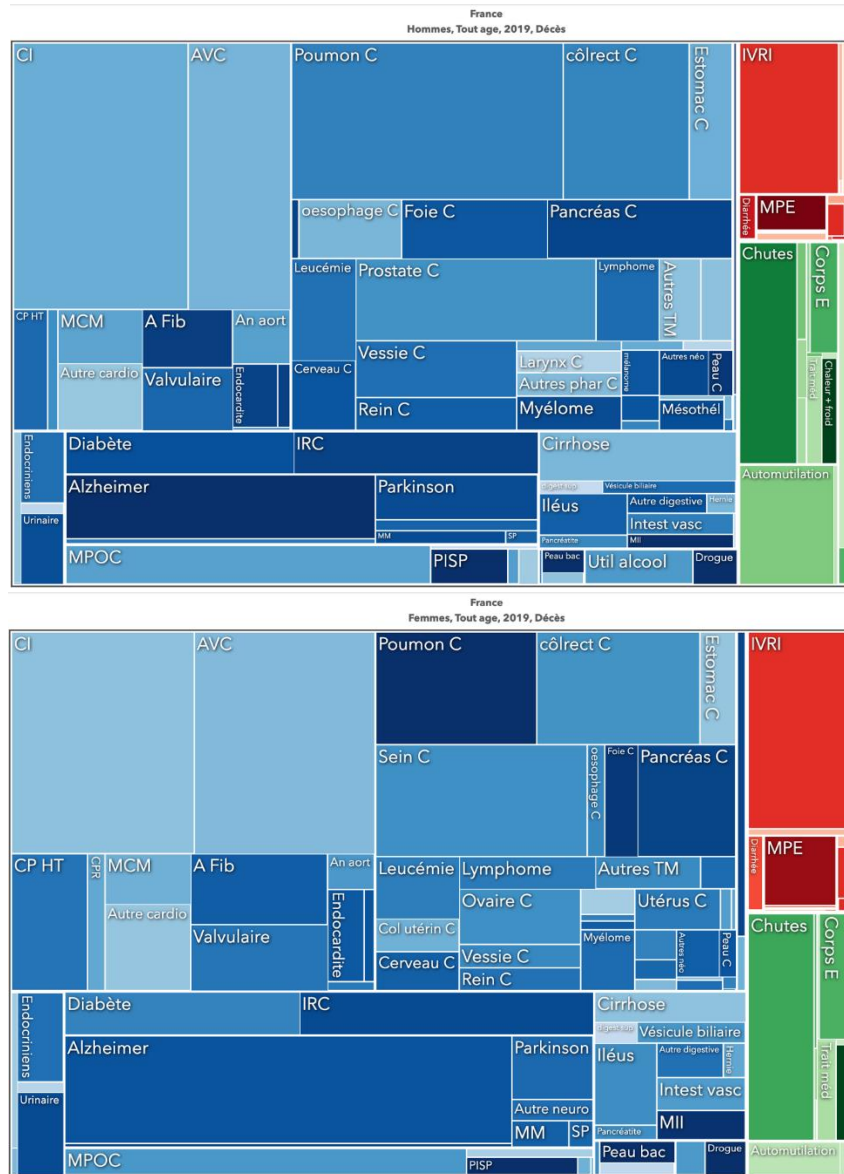 France
Hommes, Tout age, 2019, Décès
CI
AVC
Poumon C
côlrect C
Estomac C
IVRI
oesophage C
Foie C
Pancréas C
Diarrhée
MPE
Leucémie
Prostate C
Lymphome
Autres TM
Chutes
Corps E
CP HT
MCM
A Fib
An aort
Vessie C
Larynx C
mélanome
Autres néo
Peau C
Autre cardio
Valvulaire
Endocardite
Cerveau C
Autres phar C
Trait méd
Chaleur + froid
Rein C
Myélome
Mésothél
Endocriniens
Diabète
IRC
Cirrhose
Automutilation
digest sup
Vésicule biliaire
Alzheimer
Parkinson
Iléus
Autre digestive
Hernie
Urinaire
Intest vasc
MM
SP
Pancréatite
MII
MPOC
PISP
Peau bac
Util alcool
Drogue
France
Femmes, Tout age, 2019, Décès
CI
AVC
Poumon C
côlrect C
Estomac C
IVRI
Sein C
oesophage C
Foie C
Pancréas C
Diarrhée
MPE
CP HT
CPR
MCM
A Fib
An aort
Leucémie
Lymphome
Autres TM
Autre cardio
Endocardite
Ovaire C
Utérus C
Chutes
Corps E
Valvulaire
Col utérin C
Myélome
Autres néo
Peau C
Cerveau C
Vessie C
Rein C
Endocriniens
Diabète
IRC
Cirrhose
digest sup
Vésicule biliaire
Alzheimer
Parkinson
Iléus
Autre digestive
Hernie
Trait méd
Urinaire
Autre neuro
Intest vasc
MM
SP
Pancréatite
MII
MPOC
PISP
Peau bac
Drogue
Automutilation